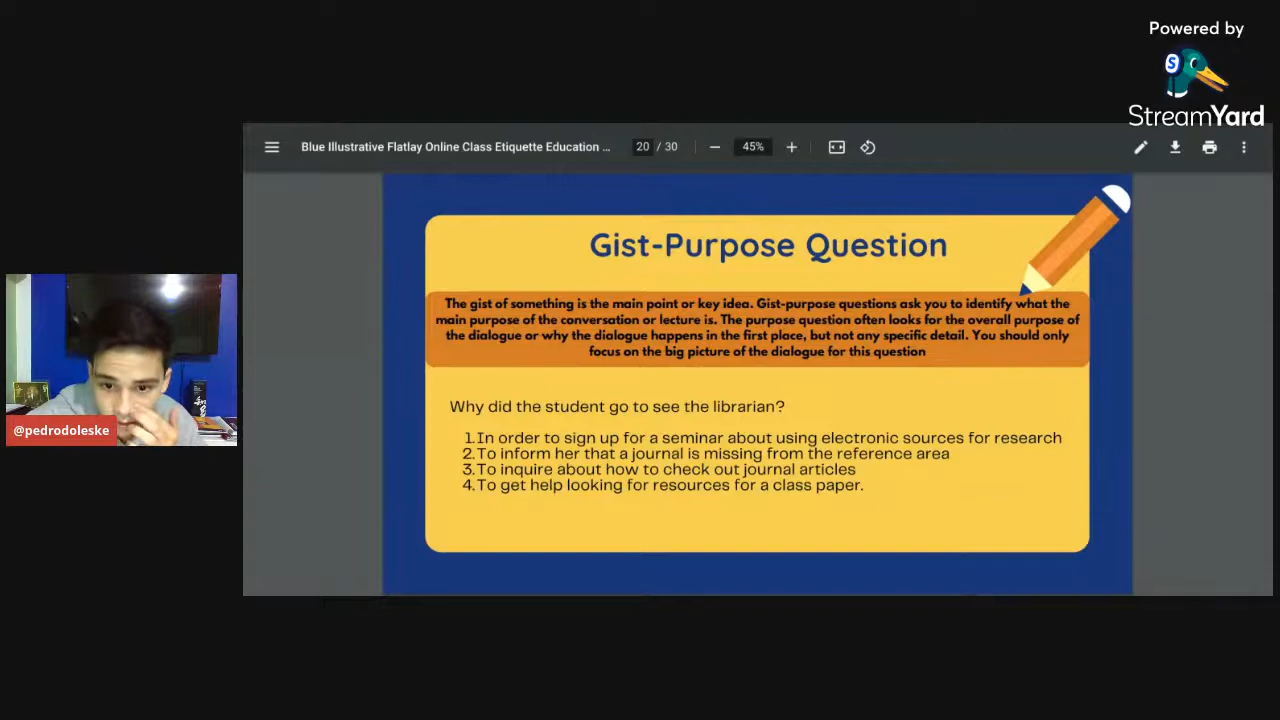 Powered by
StreamYard
Blue Illustrative Flatlay Online Class Etiquette Education ...
20 / 30
45%
Gist-Purpose Question
The gist of something is the main point or key idea. Gist-purpose questions ask you to identify what the
main purpose of the conversation or lecture is. The purpose question often looks for the overall purpose of
the dialogue or why the dialogue happens in the first place, but not any specific detail. You should only
focus on the big picture of the dialogue for this question
Why did the student go to see the librarian?
1.In order to sign up for a seminar about using electronic sources for research
2.To inform her that a journal is missing from the reference area
3.To inquire about how to check out journal articles
4.To get help looking for resources for a class paper.
@pedrodoleske